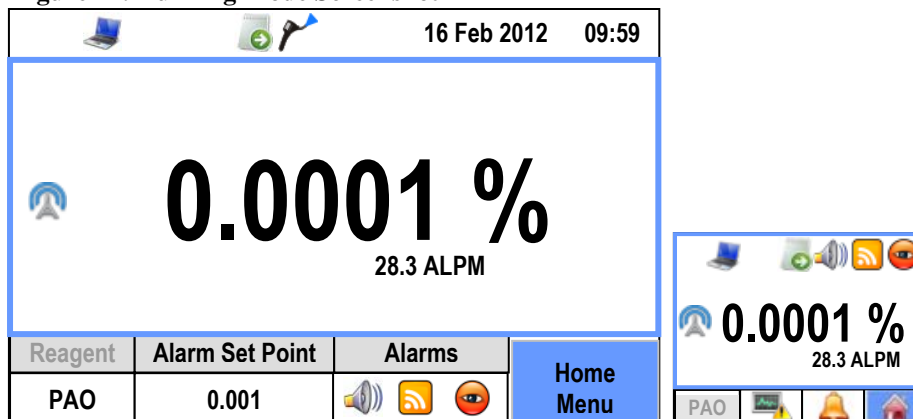 16 Feb 2012 09:59
0.0001 %
28.3 ALPM
Reagent Alarm Set Point Alarms
PAO 0.001
Home
Menu
0.0001 %
28.3 ALPM
PAO